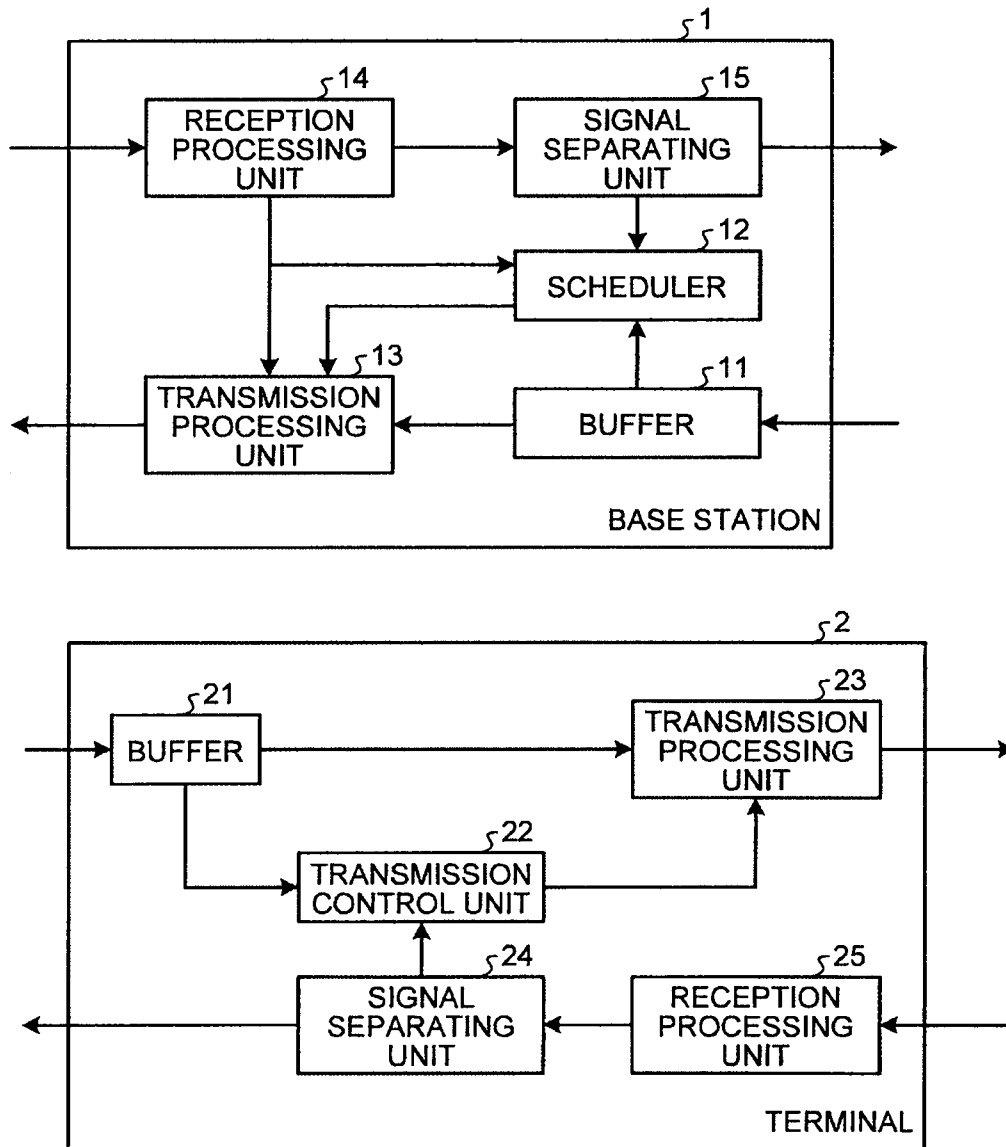 1
14
RECEPTION
PROCESSING
UNIT
15
SIGNAL
SEPARATING
UNIT
12
SCHEDULER
13
TRANSMISSION
PROCESSING
UNIT
11
BUFFER
BASE STATION
2
21
BUFFER
23
TRANSMISSION
PROCESSING
UNIT
22
TRANSMISSION
CONTROL UNIT
24
SIGNAL
SEPARATING
UNIT
25
RECEPTION
PROCESSING
UNIT
TERMINAL